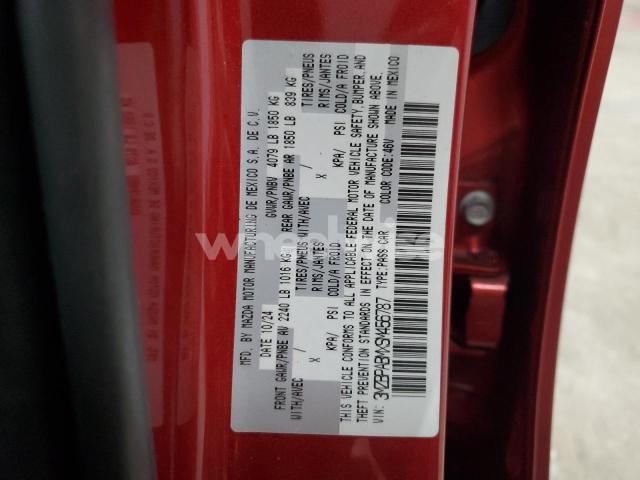 MFD. BY MAZDA MOTOR MANUFACTURING DE MEXICO S.A. DE C.V.
DATE 10/24 GVWR/PNBV 4079 LB 1850 KG
FRONT GAWR/PNBE AV 2240 LB 1016 KG REAR GAWR/PNBE AR 1850 LB 839 KG
WITH/AVEC TIRES/PNEUS WITH/AVEC TIRES/PNEUS
/ X RIMS/JANTES / X RIMS/JANTES
KPA/ PSI COLD/A FROID KPA/ PSI COLD/A FROID
THIS VEHICLE CONFORMS TO ALL APPLICABLE FEDERAL MOTOR VEHICLE SAFETY, BUMPER, AND
THEFT PREVENTION STANDARDS IN EFFECT ON THE DATE OF MANUFACTURE SHOWN ABOVE.
VIN: TYPE:PASS-CAR COLOR CODE:46V MADE IN MEXICO